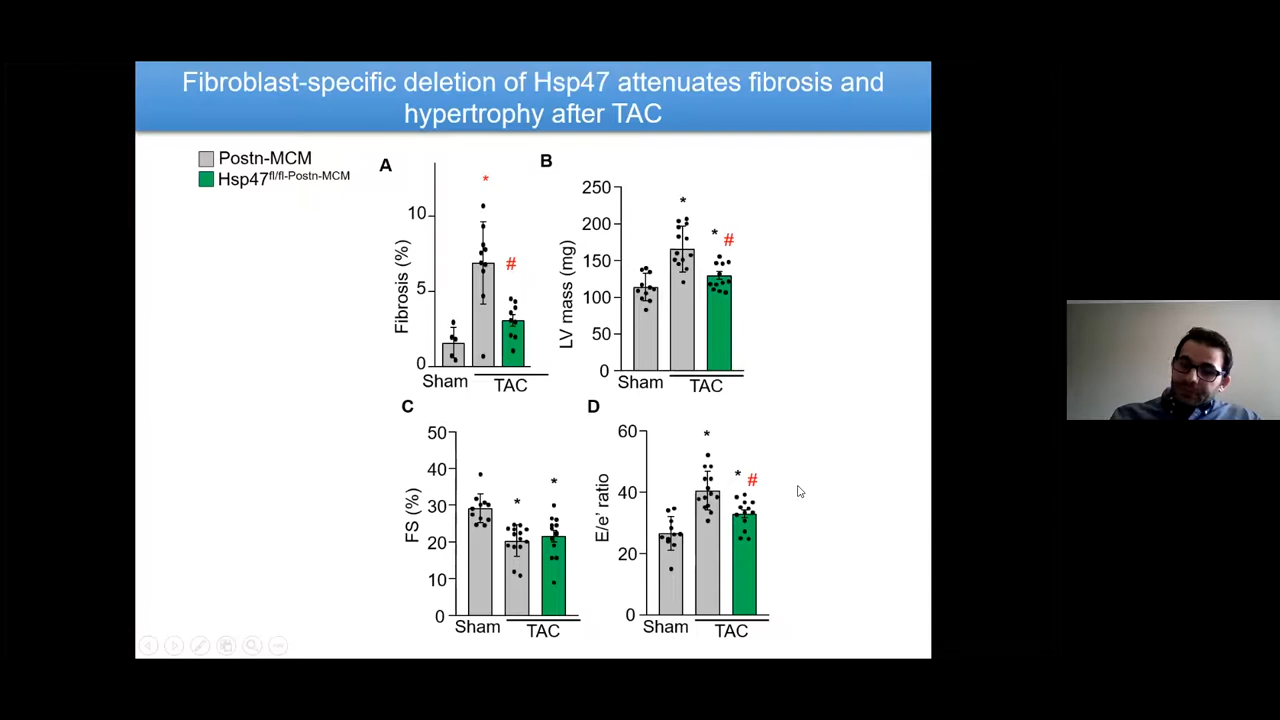 Fibroblast-specific deletion of Hsp47 attenuates fibrosis and
hypertrophy after TAC
Postn-MCM
Hsp47fl/fl-Postn-MCM
A
Fibrosis (%)
10
5
0
*
#
Sham
TAC
B
LV mass (mg)
250
200
150
100
50
0
*
* #
Sham
TAC
C
FS (%)
50
40
30
20
10
0
*
*
Sham
TAC
D
E/e' ratio
60
40
20
0
*
* #
Sham
TAC